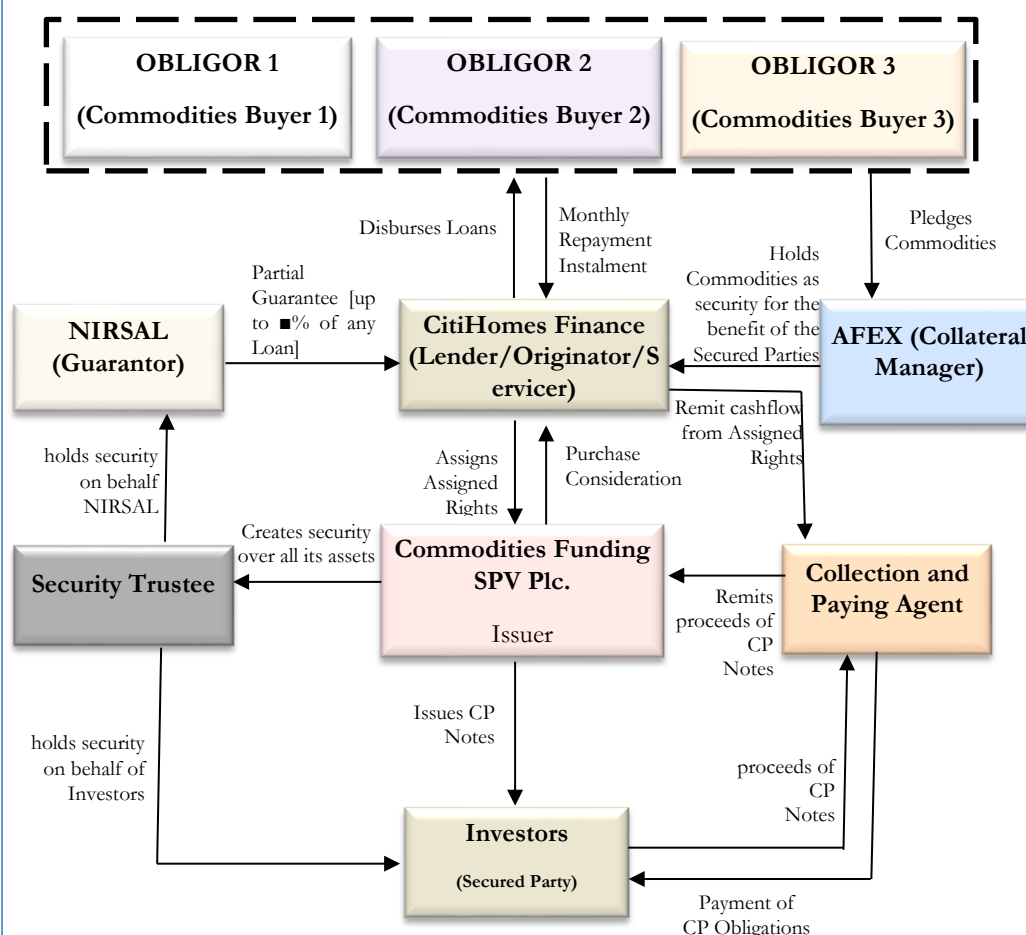 OBLIGOR 1
(Commodities Buyer 1)
OBLIGOR 2
(Commodities Buyer 2)
OBLIGOR 3
(Commodities Buyer 3)
Disburses Loans
Monthly
Repayment
Instalment
Pledges
Commodities
Holds
Commodities as
security for the
benefit of the
Secured Parties
Partial
Guarantee [up
to ■% of any
Loan]
NIRSAL
(Guarantor)
CitiHomes Finance
(Lender/Originator/S
ervicer)
AFEX (Collateral
Manager)
Remit cashflow
from Assigned
Rights
holds security
on behalf
NIRSAL
Assigns
Assigned
Rights
Purchase
Consideration
Creates security
over all its assets
Security Trustee
Commodities Funding
SPV Plc.
Issuer
Collection and
Paying Agent
Remits
proceeds of
CP
Notes
Issues CP
Notes
holds security
on behalf of
Investors
proceeds of
CP
Notes
Investors
(Secured Party)
Payment of
CP Obligations